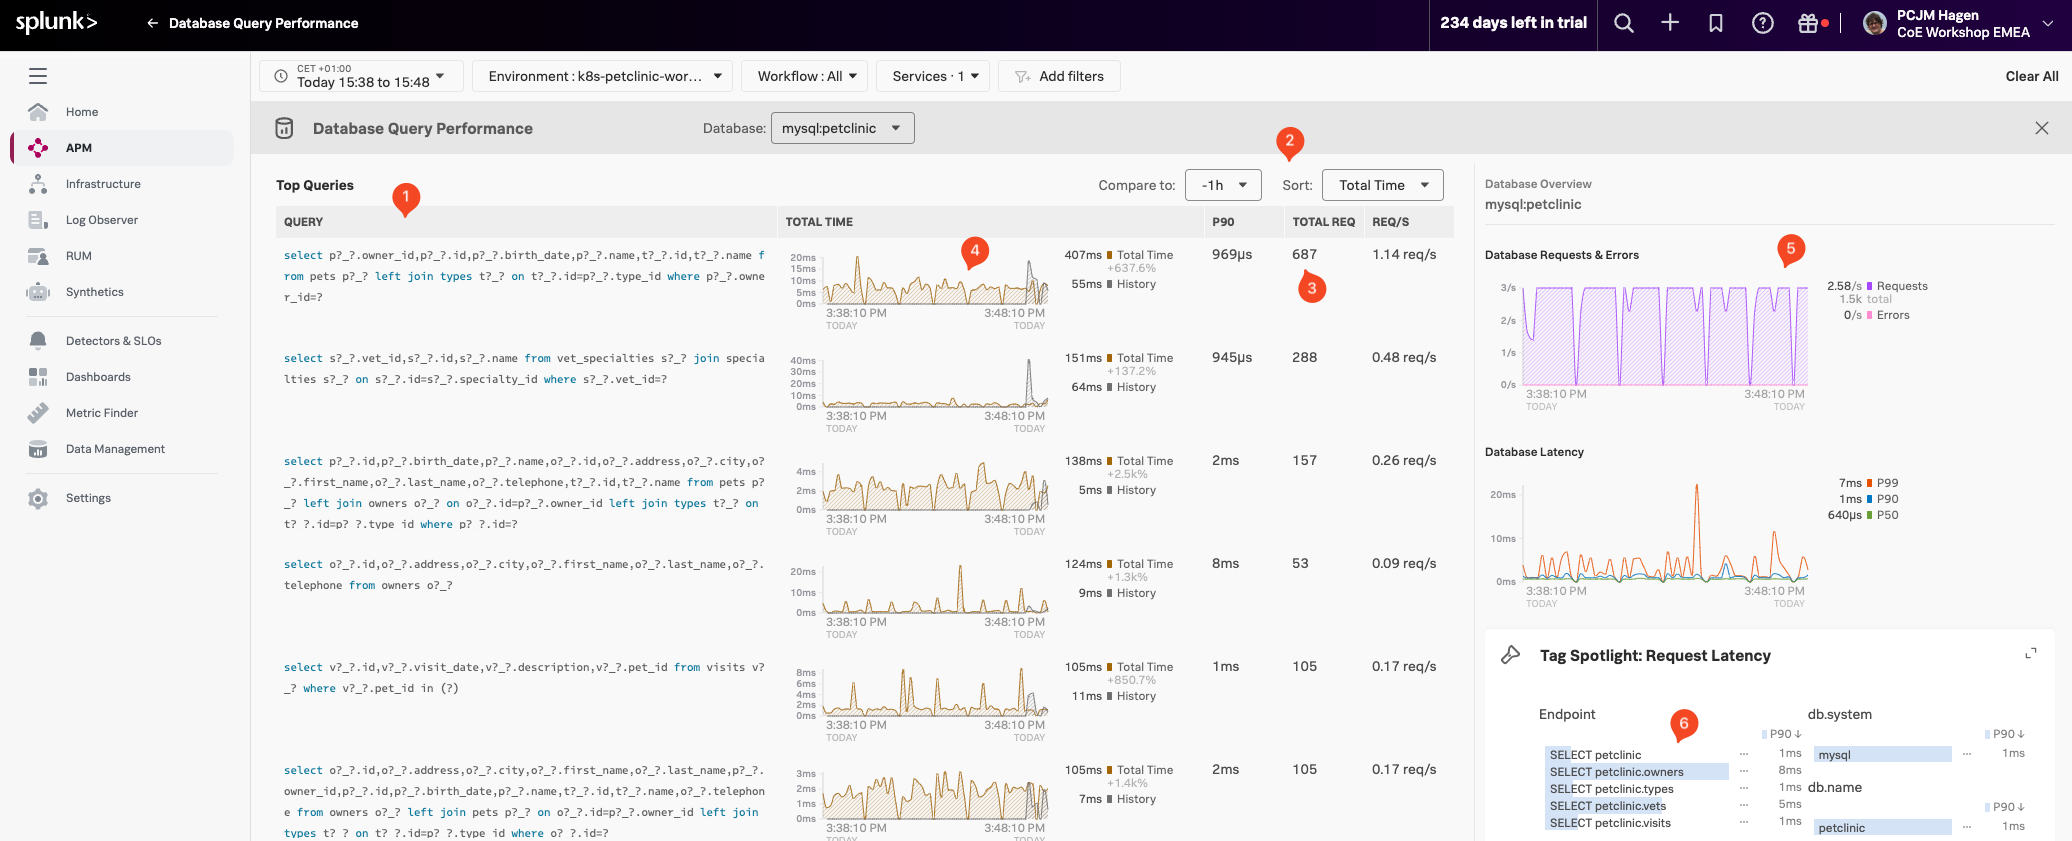 splunk>
← Database Query Performance
234 days left in trial
PCJM Hagen
CoE Workshop EMEA
CET +01:00
Today 15:38 to 15:48
Environment : k8s-petclinic-wor...
Workflow : All
Services · 1
Add filters
Clear All
Home
APM
Infrastructure
Log Observer
RUM
Synthetics
Detectors & SLOs
Dashboards
Metric Finder
Data Management
Settings
Database Query Performance
Database:
mysql:petclinic
2
Top Queries
1
Compare to:
-1h
Sort:
Total Time
QUERY
TOTAL TIME
P90
TOTAL REQ
REQ/S
select p?_?.owner_id,p?_?.id,p?_?.birth_date,p?_?.name,t?_?.id,t?_?.name f
rom pets p?_? left join types t?_? on t?_?.id=p?_?.type_id where p?_?.owne
r_id=?
4
20ms
15ms
10ms
5ms
0ms
3:38:10 PM
TODAY
3:48:10 PM
TODAY
407ms Total Time
+637.6%
55ms History
969µs
687
3
1.14 req/s
select s?_?.vet_id,s?_?.id,s?_?.name from vet_specialties s?_? join specia
lties s?_? on s?_?.id=s?_?.specialty_id where s?_?.vet_id=?
40ms
30ms
20ms
10ms
0ms
3:38:10 PM
TODAY
3:48:10 PM
TODAY
151ms Total Time
+137.2%
64ms History
945µs
288
0.48 req/s
select p?_?.id,p?_?.birth_date,p?_?.name,o?_?.id,o?_?.address,o?_?.city,o?
_?.first_name,o?_?.last_name,o?_?.telephone,t?_?.id,t?_?.name from pets p?
_? left join owners o?_? on o?_?.id=p?_?.owner_id left join types t?_? on
t?_?.id=p?_?.type_id where p?_?.id=?
4ms
2ms
0ms
3:38:10 PM
TODAY
3:48:10 PM
TODAY
138ms Total Time
+2.5k%
5ms History
2ms
157
0.26 req/s
select o?_?.id,o?_?.address,o?_?.city,o?_?.first_name,o?_?.last_name,o?_?.
telephone from owners o?_?
20ms
10ms
0ms
3:38:10 PM
TODAY
3:48:10 PM
TODAY
124ms Total Time
+1.3k%
9ms History
8ms
53
0.09 req/s
select v?_?.id,v?_?.visit_date,v?_?.description,v?_?.pet_id from visits v?
_? where v?_?.pet_id in (?)
8ms
6ms
4ms
2ms
0ms
3:38:10 PM
TODAY
3:48:10 PM
TODAY
105ms Total Time
+850.7%
11ms History
1ms
105
0.17 req/s
select o?_?.id,o?_?.address,o?_?.city,o?_?.first_name,o?_?.last_name,p?_?.
owner_id,p?_?.id,p?_?.birth_date,p?_?.name,t?_?.id,t?_?.name,o?_?.telephon
e from owners o?_? left join pets p?_? on o?_?.id=p?_?.owner_id left join
types t?_? on t?_?.id=p?_?.type_id where o?_?.id=?
3ms
2ms
1ms
0ms
3:38:10 PM
TODAY
3:48:10 PM
TODAY
105ms Total Time
+1.4k%
7ms History
2ms
105
0.17 req/s
Database Overview
mysql:petclinic
Database Requests & Errors
5
3/s
2/s
1/s
0/s
3:38:10 PM
TODAY
3:48:10 PM
TODAY
2.58/s Requests
1.5k total
0/s Errors
Database Latency
20ms
10ms
0ms
3:38:10 PM
TODAY
3:48:10 PM
TODAY
7ms P99
1ms P90
640µs P50
Tag Spotlight: Request Latency
Endpoint
6
P90 ↓
SELECT petclinic ... 1ms
SELECT petclinic.owners ... 8ms
SELECT petclinic.types ... 1ms
SELECT petclinic.vets ... 5ms
SELECT petclinic.visits ... 1ms
db.system
P90 ↓
mysql ... 1ms
db.name
P90 ↓
petclinic ... 1ms